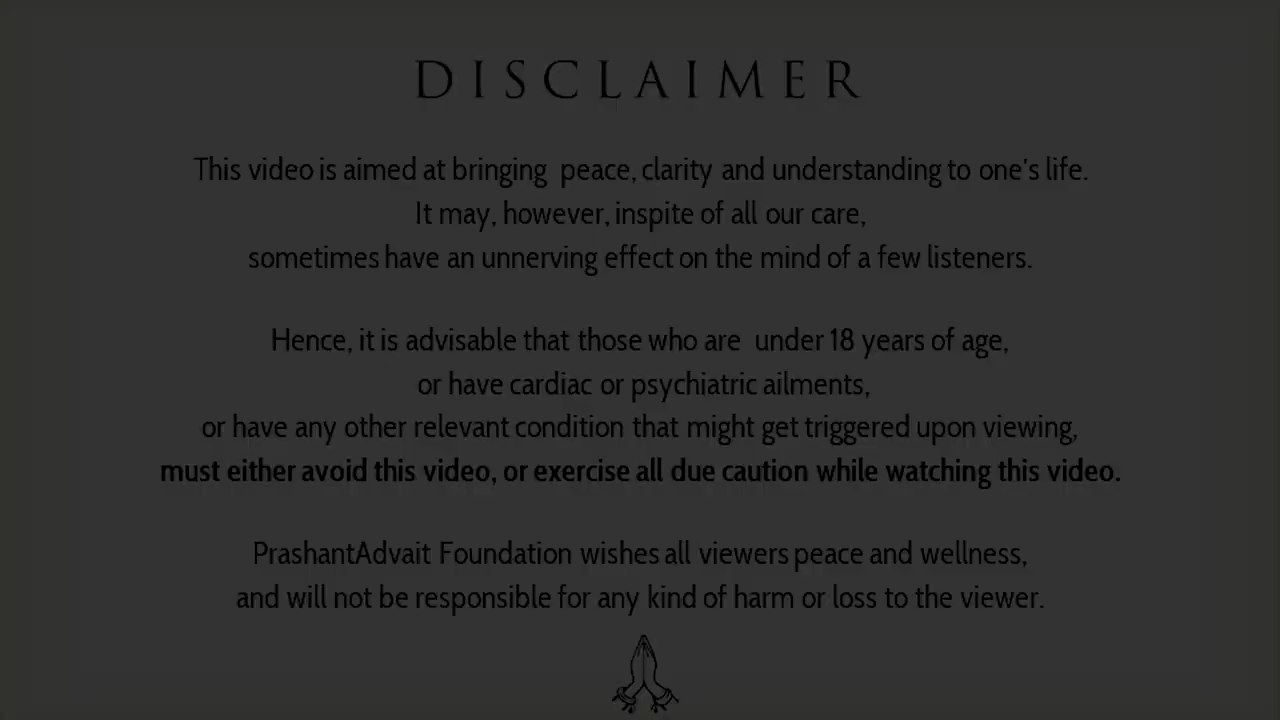 DISCLAIMER
This video is aimed at bringing peace, clarity and understanding to one's life.
It may, however, inspite of all our care,
sometimes have an unnerving effect on the mind of a few listeners.
Hence, it is advisable that those who are under 18 years of age,
or have cardiac or psychiatric ailments,
or have any other relevant condition that might get triggered upon viewing,
must either avoid this video, or exercise all due caution while watching this video.
PrashantAdvait Foundation wishes all viewers peace and wellness,
and will not be responsible for any kind of harm or loss to the viewer.